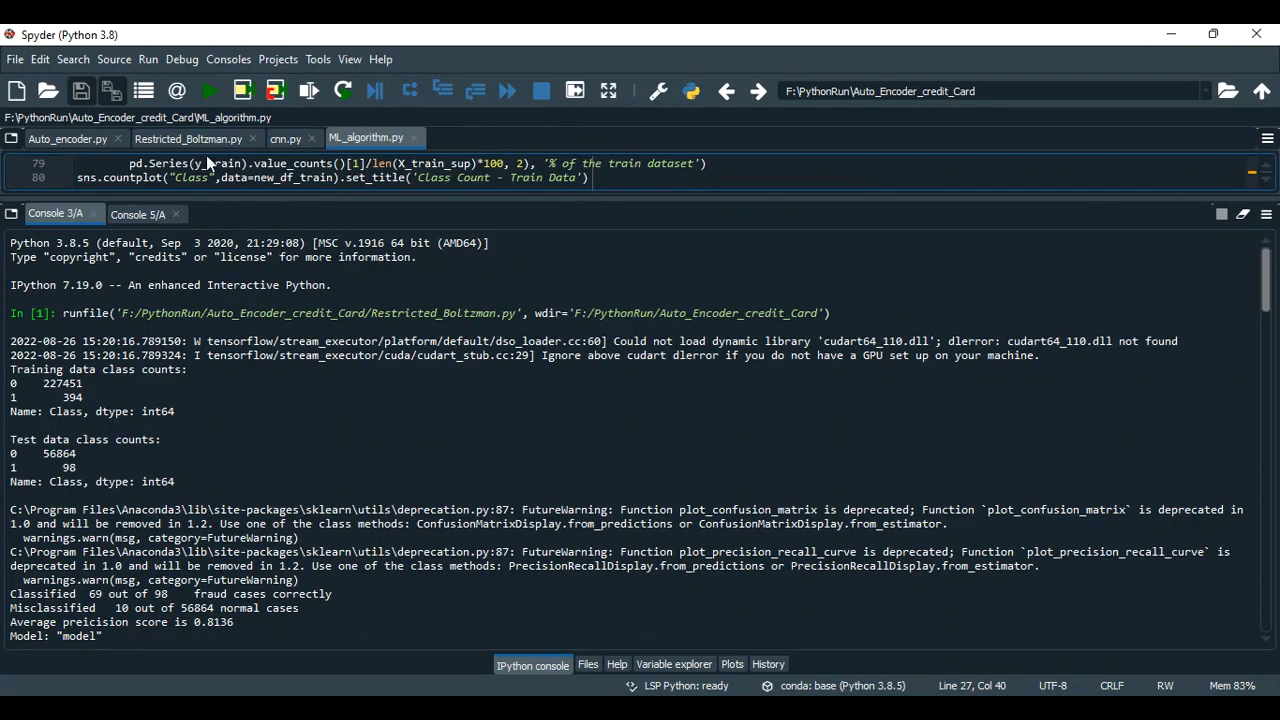 Spyder (Python 3.8)
File Edit Search Source Run Debug Consoles Projects Tools View Help
F:\PythonRun\Auto_Encoder_credit_Card
F:\PythonRun\Auto_Encoder_credit_Card\ML_algorithm.py
Auto_encoder.py Restricted_Boltzman.py cnn.py ML_algorithm.py
79 pd.Series(y_train).value_counts()[1]/len(X_train_sup)*100, 2), '% of the train dataset')
80 sns.countplot("Class",data=new_df_train).set_title('Class Count - Train Data')
Console 3/A Console 5/A
Python 3.8.5 (default, Sep  3 2020, 21:29:08) [MSC v.1916 64 bit (AMD64)]
Type "copyright", "credits" or "license" for more information.
IPython 7.19.0 -- An enhanced Interactive Python.
In [1]: runfile('F:/PythonRun/Auto_Encoder_credit_Card/Restricted_Boltzman.py', wdir='F:/PythonRun/Auto_Encoder_credit_Card')
2022-08-26 15:20:16.789150: W tensorflow/stream_executor/platform/default/dso_loader.cc:60] Could not load dynamic library 'cudart64_110.dll'; dlerror: cudart64_110.dll not found
2022-08-26 15:20:16.789324: I tensorflow/stream_executor/cuda/cudart_stub.cc:29] Ignore above cudart dlerror if you do not have a GPU set up on your machine.
Training data class counts:
0    227451
1       394
Name: Class, dtype: int64
Test data class counts:
0    56864
1       98
Name: Class, dtype: int64
C:\Program Files\Anaconda3\lib\site-packages\sklearn\utils\deprecation.py:87: FutureWarning: Function plot_confusion_matrix is deprecated; Function `plot_confusion_matrix` is deprecated in
1.0 and will be removed in 1.2. Use one of the class methods: ConfusionMatrixDisplay.from_predictions or ConfusionMatrixDisplay.from_estimator.
warnings.warn(msg, category=FutureWarning)
C:\Program Files\Anaconda3\lib\site-packages\sklearn\utils\deprecation.py:87: FutureWarning: Function plot_precision_recall_curve is deprecated; Function `plot_precision_recall_curve` is
deprecated in 1.0 and will be removed in 1.2. Use one of the class methods: PrecisionRecallDisplay.from_predictions or PrecisionRecallDisplay.from_estimator.
warnings.warn(msg, category=FutureWarning)
Classified  69 out of 98    fraud cases correctly
Misclassified   10 out of 56864 normal cases
Average preicision score is 0.8136
Model: "model"
IPython console Files Help Variable explorer Plots History
LSP Python: ready conda: base (Python 3.8.5) Line 27, Col 40 UTF-8 CRLF RW Mem 83%